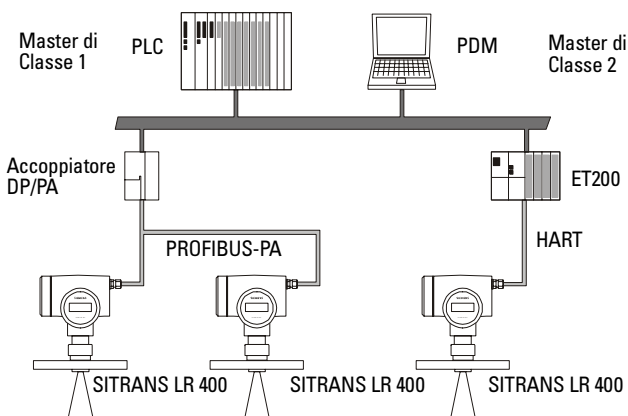 Master di
Classe 1
PLC
PDM
Master di
Classe 2
Accoppiatore
DP/PA
ET200
PROFIBUS-PA
HART
SITRANS LR 400
SITRANS LR 400
SITRANS LR 400